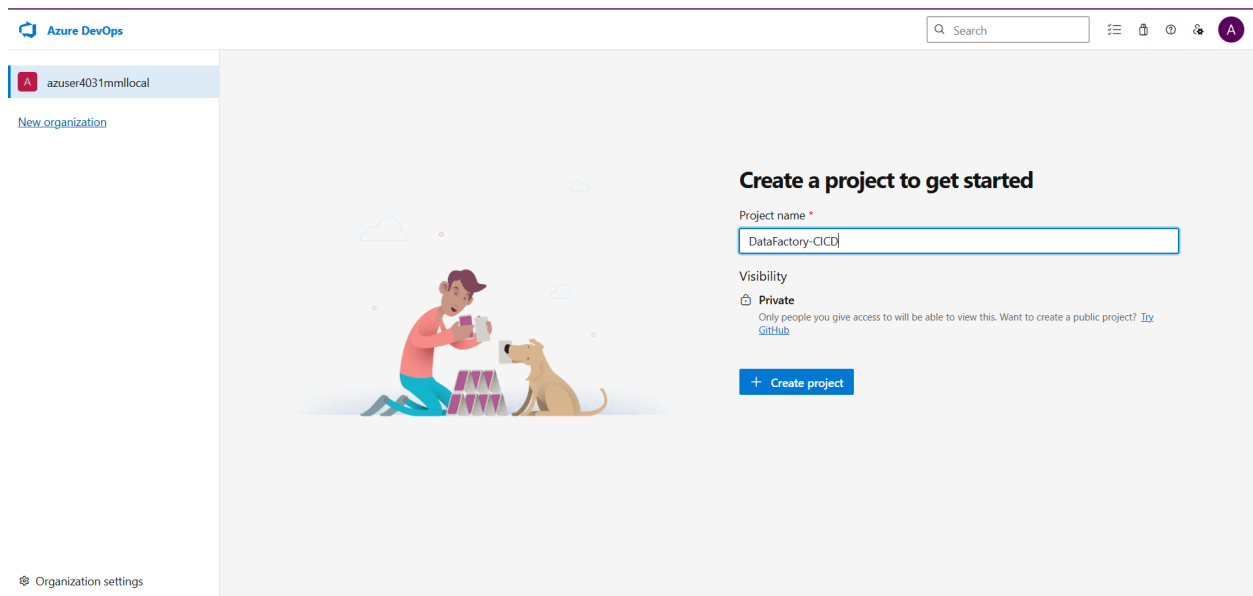 Azure DevOps
Search
A
A
azuser4031mmllocal
New organization
Create a project to get started
Project name *
DataFactory-CICD
Visibility
Private
Only people you give access to will be able to view this. Want to create a public project? Try
GitHub
+ Create project
Organization settings